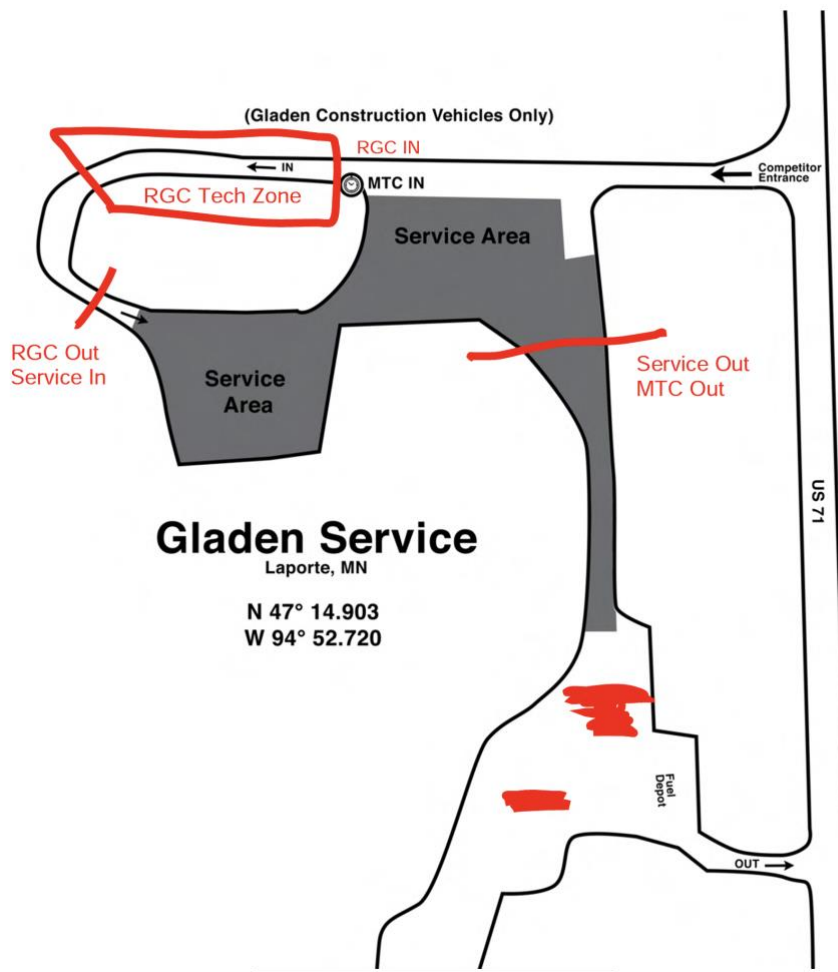 (Gladen Construction Vehicles Only)
RGC IN
IN
MTC IN
Competitor
Entrance
RGC Tech Zone
Service Area
RGC Out
Service In
Service
Area
Service Out
MTC Out
US 71
Gladen Service
Laporte, MN
N 47° 14.903
W 94° 52.720
Fuel
Depot
OUT